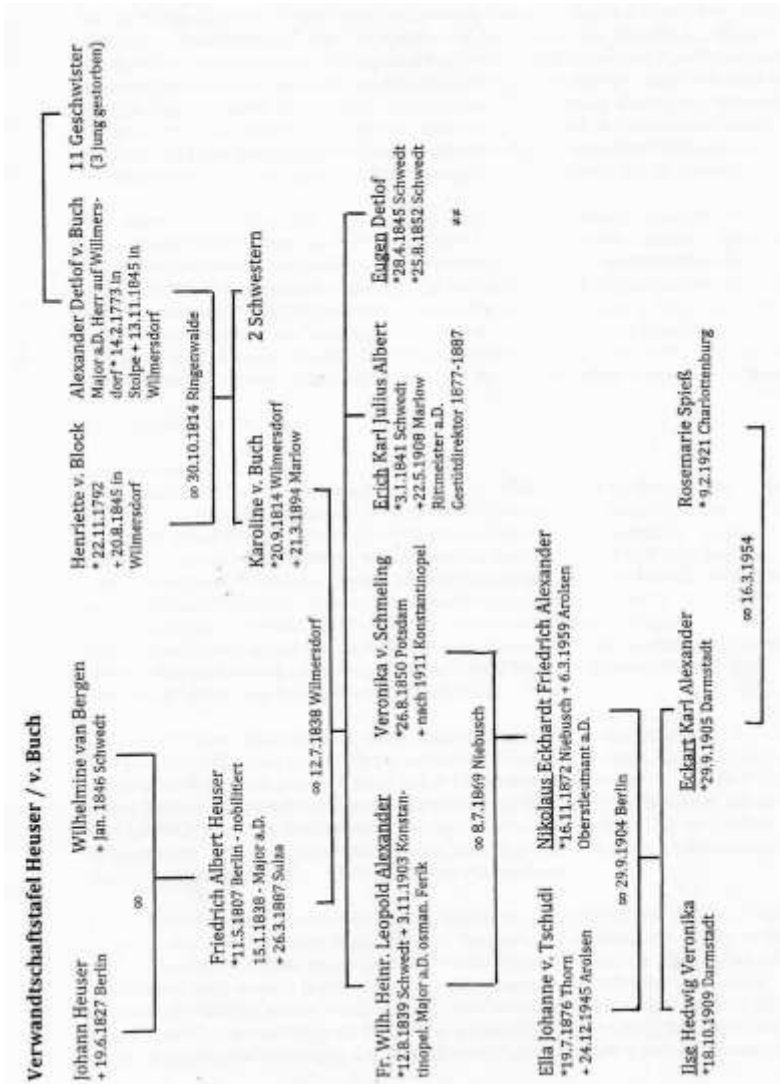 Verwandtschaftstafel Heuser / v. Buch
Johann Heuser
+ 19.6.1827 Berlin
Wilhelmine van Bergen
+ Jan. 1846 Schwedt
Henriette v. Block
*22.11.1792
+ 20.8.1845 in
Wilmersdorf
Alexander Detlof v. Buch
Major a.D. Herr auf Willmers-
dorf * 14.2.1773 in
Stolpe + 13.11.1845 in
Wilmersdorf
11 Geschwister
(3 jung gestorben)
∞
∞ 30.10.1814 Ringenwalde
Friedrich Albert Heuser
*11.5.1807 Berlin - nobilitiert
15.1.1838 - Major a.D.
+ 26.3.1887 Sulza
Karoline v. Buch
*20.9.1814 Wilmersdorf
+ 21.3.1894 Marlow
2 Schwestern
∞ 12.7.1838 Wilmersdorf
Fr. Wilh. Heinr. Leopold Alexander
*12.8.1839 Schwedt + 3.11.1903 Konstan-
tinopel. Major a.D. osman. Ferik
Veronika v. Schmeling
*26.8.1850 Potsdam
+ nach 1911 Konstantinopel
Erich Karl Julius Albert
*3.1.1841 Schwedt
+22.5.1908 Marlow
Rittmeister a.D.
Gestütdirektor 1877-1887
Eugen Detlof
*28.4.1845 Schwedt
*25.8.1852 Schwedt
##
∞ 8.7.1869 Niebusch
Ella Johanne v. Tschudi
*19.7.1876 Thorn
+ 24.12.1945 Arolsen
Nikolaus Eckhardt Friedrich Alexander
*16.11.1872 Niebusch + 6.3.1959 Arolsen
Oberstleutnant a.D.
∞ 29.9.1904 Berlin
Ilse Hedwig Veronika
*18.10.1909 Darmstadt
Eckart Karl Alexander
*29.9.1905 Darmstadt
Rosemarie Spieß
* 9.2.1921 Charlottenburg
∞ 16.3.1954